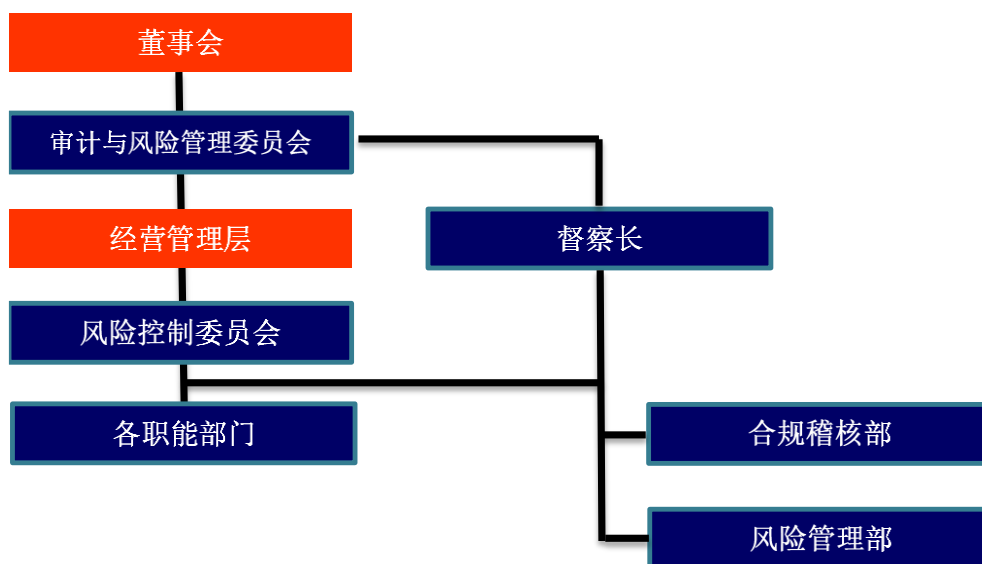 董事会
审计与风险管理委员会
经营管理层
督察长
风险控制委员会
各职能部门
合规稽核部
风险管理部